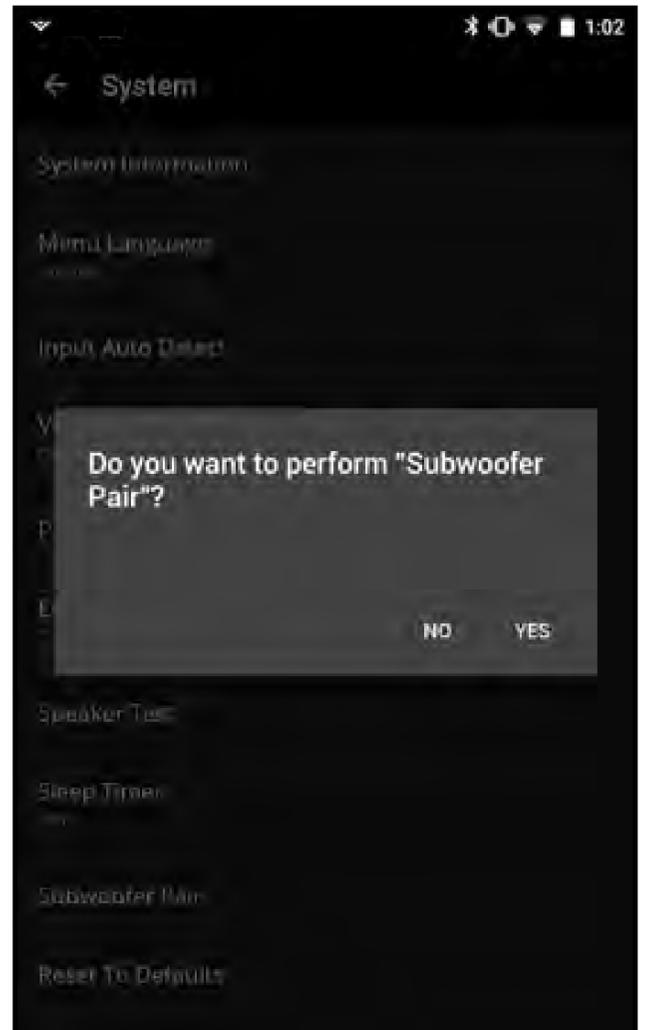 1:02
System
System Information
Menu Language
Input Auto Detect
V
Do you want to perform "Subwoofer
Pair"?
P
NO YES
Speaker Test
Sleep Timer
Subwoofer Pair
Reset To Defaults